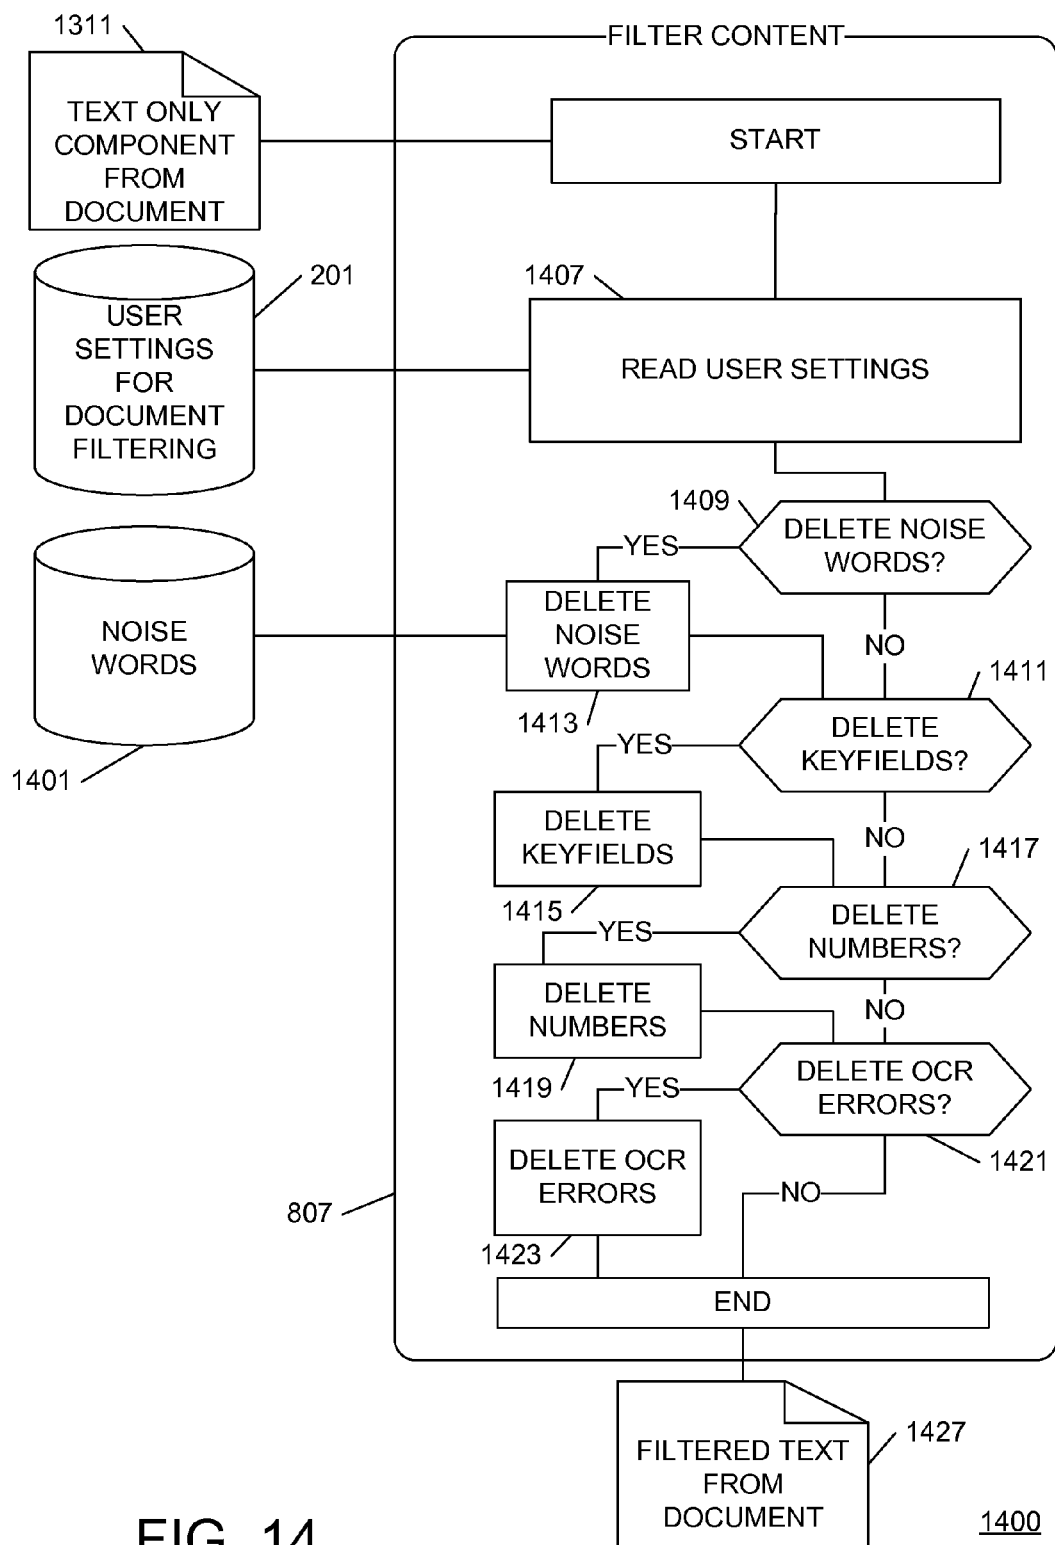 1311
FILTER CONTENT
TEXT ONLY
COMPONENT
FROM
DOCUMENT
START
201
USER
SETTINGS
FOR
DOCUMENT
FILTERING
1407
READ USER SETTINGS
1409
DELETE NOISE
WORDS?
YES
NO
NOISE
WORDS
1401
DELETE
NOISE
WORDS
1413
1411
DELETE
KEYFIELDS?
YES
NO
DELETE
KEYFIELDS
1415
1417
DELETE
NUMBERS?
YES
NO
DELETE
NUMBERS
1419
DELETE OCR
ERRORS?
YES
1421
NO
DELETE OCR
ERRORS
1423
807
END
1427
FILTERED TEXT
FROM
DOCUMENT
FIG. 14
1400